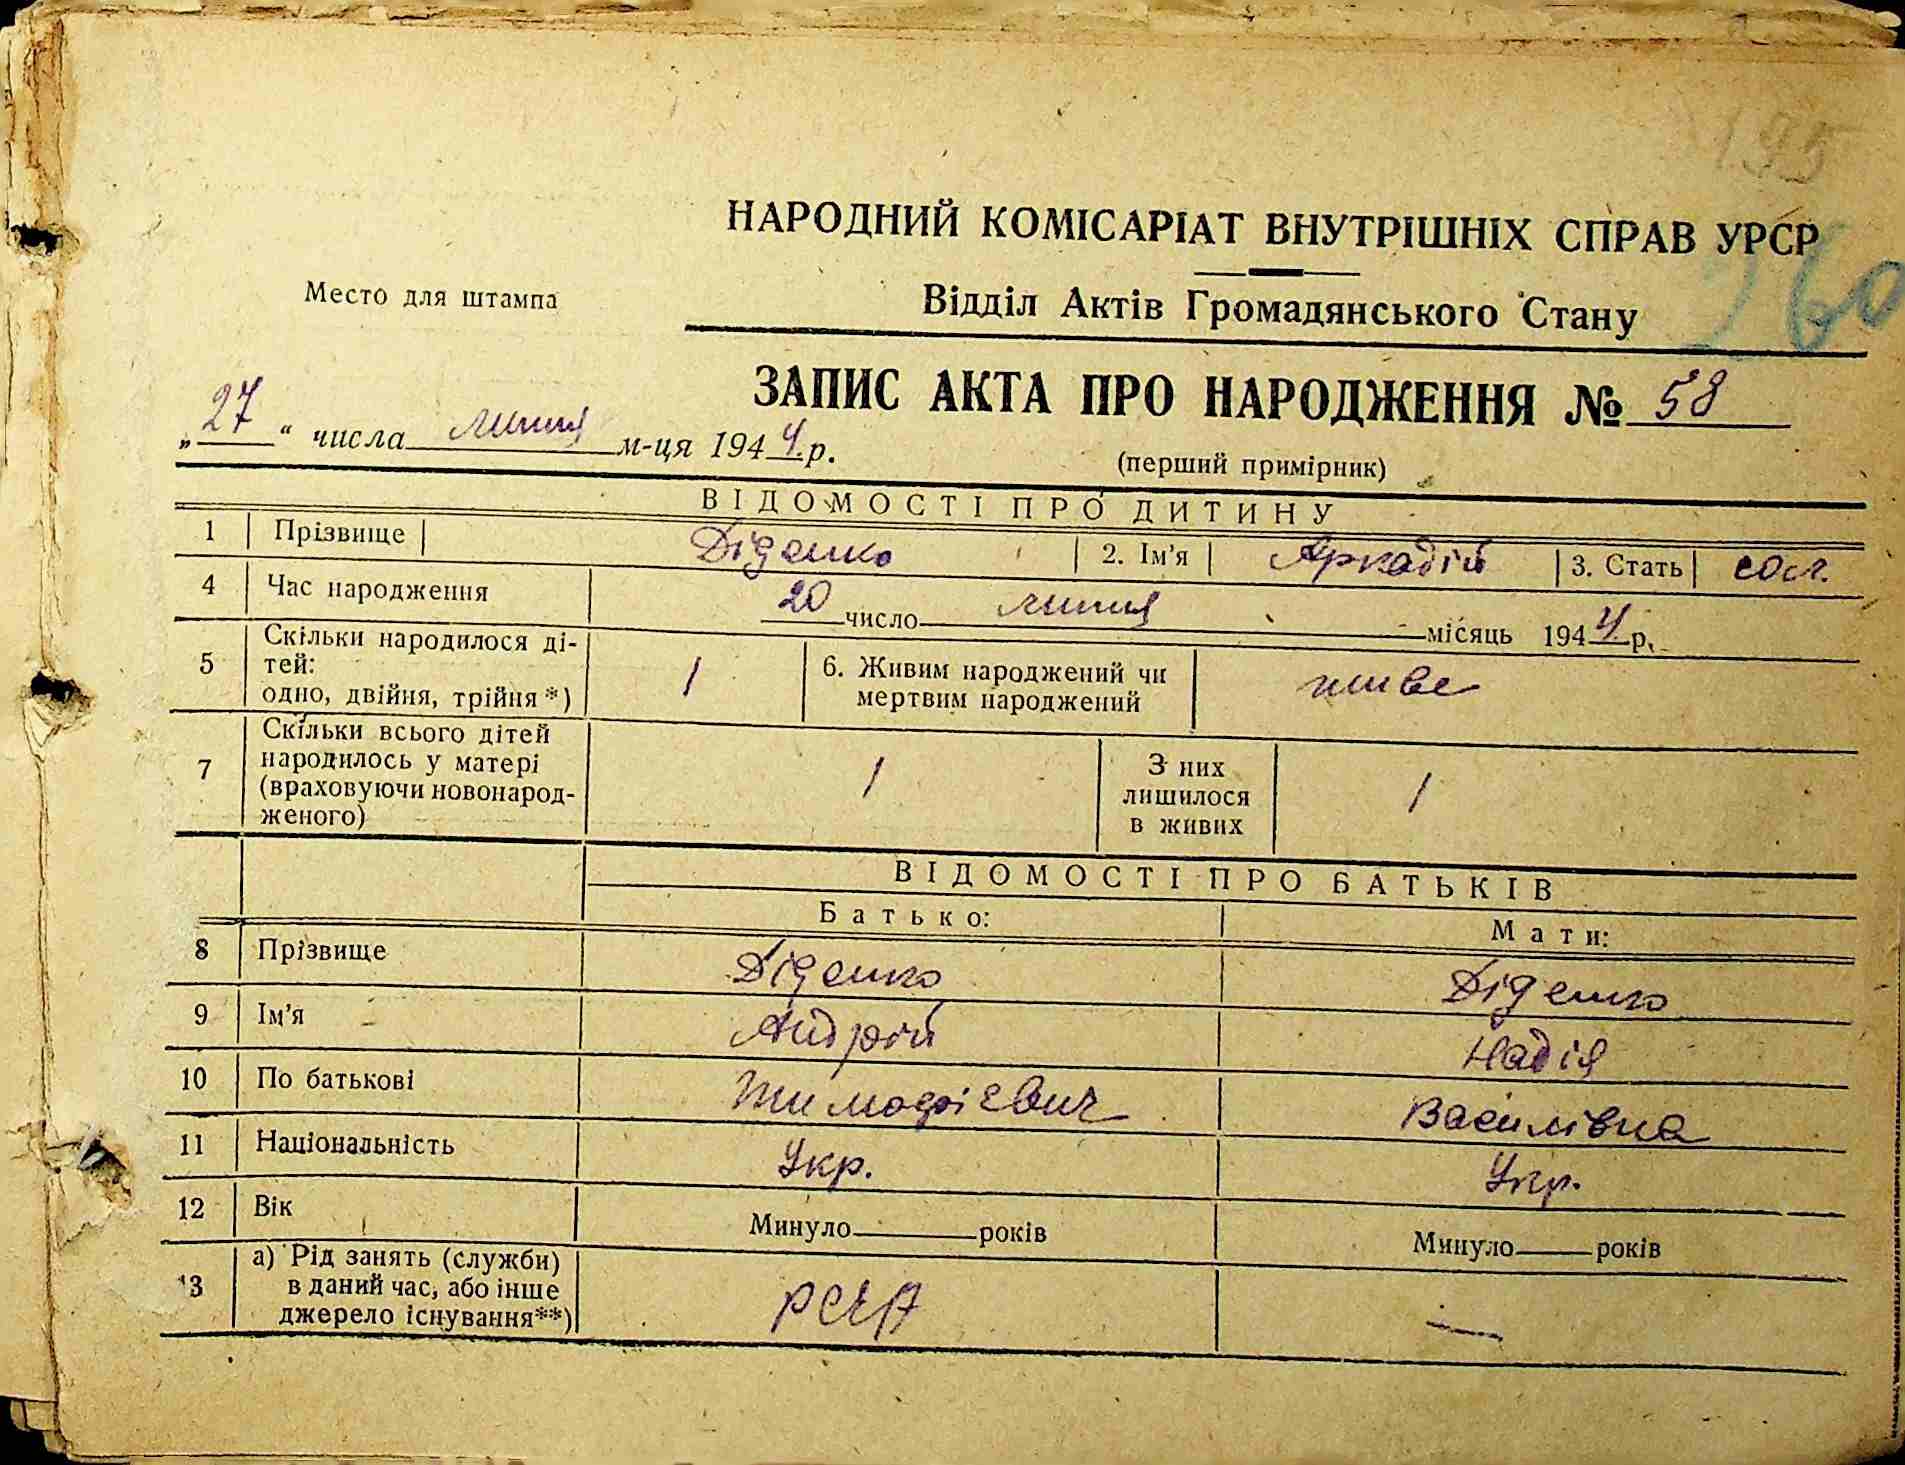 195
НАРОДНИЙ КОМІСАРІАТ ВНУТРІШНІХ СПРАВ УРСР
260
Место для штампа
Відділ Актів Громадянського Стану
ЗАПИС АКТА ПРО НАРОДЖЕННЯ № 58
„27“ числа липня м-ця 1944 р.
(перший примірник)
ВІДОМОСТІ ПРО ДИТИНУ
1 Прізвище Діденко 2. Ім'я Аркадій 3. Стать
4 Час народження 20 число липня місяць 1944 р.
5 Скільки народилося ді-
тей:
одно, двійня, трійня *) 1 6. Живим народжений чи
мертвим народжений живе
7 Скільки всього дітей
народилось у матері
(враховуючи новонарод-
женого) 1 З них
лишилося
в живих 1
ВІДОМОСТІ ПРО БАТЬКІВ
Батько: Мати:
8 Прізвище Діденко Діденко
9 Ім'я Андрій Надія
10 По батькові Тимофієвич Василівна
11 Національність Укр. Укр.
12 Вік Минуло років Минуло років
13 а) Рід занять (служби)
в даний час, або інше
джерело існування**) РСЧА —